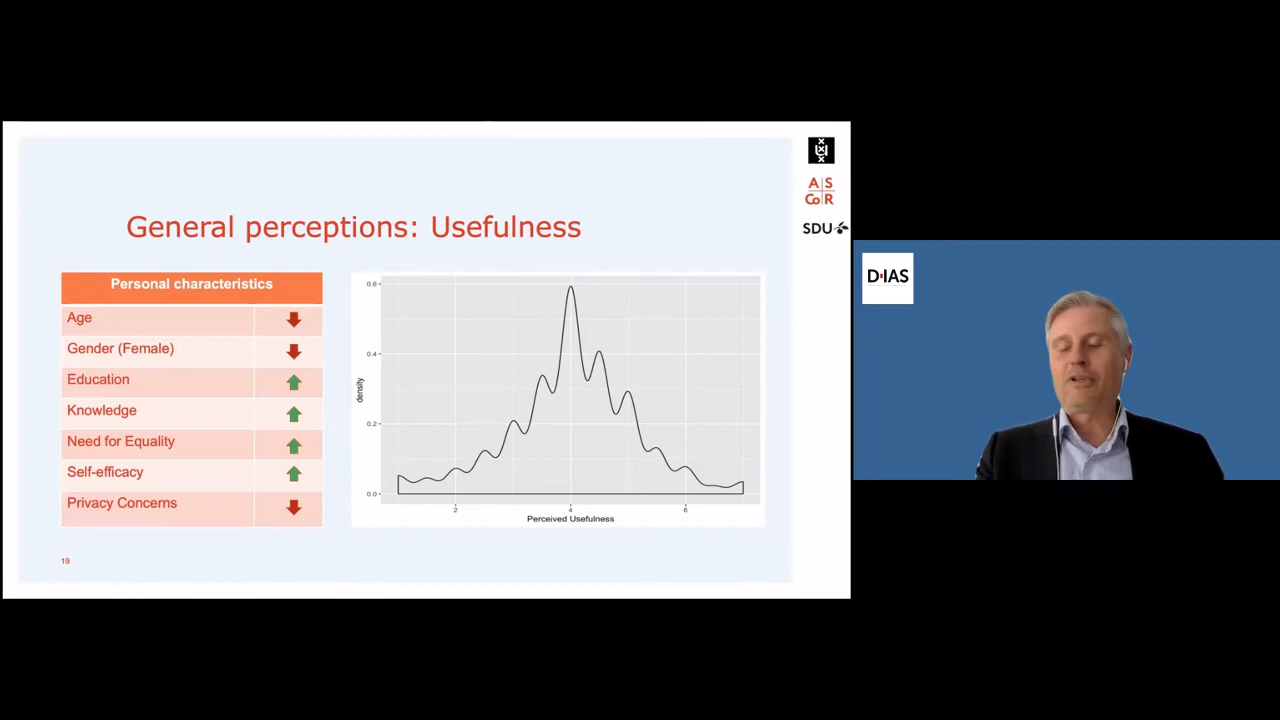 General perceptions: Usefulness
Personal characteristics
Age
Gender (Female)
Education
Knowledge
Need for Equality
Self-efficacy
Privacy Concerns
0.6
0.4
0.2
0.0
density
2
4
6
Perceived Usefulness
19
A S
Co R
SDU
D·IAS